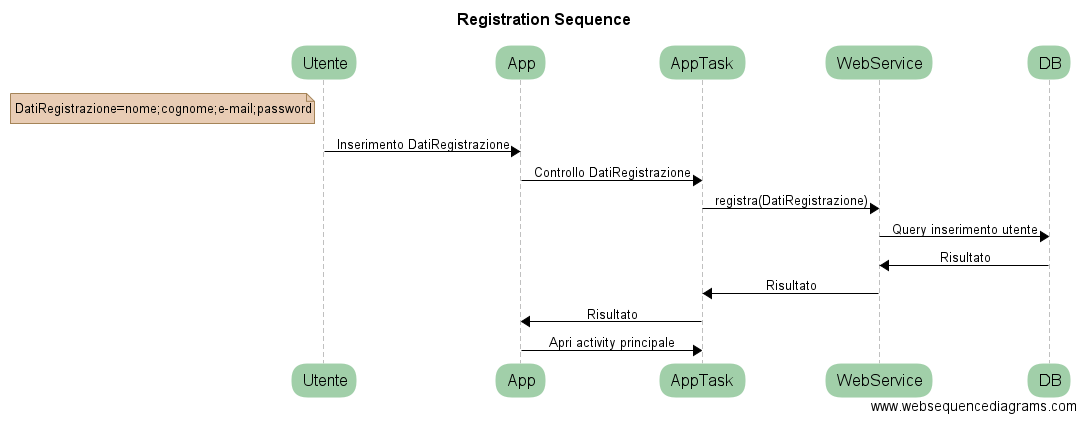 Registration Sequence
Utente
App
AppTask
WebService
DB
DatiRegistrazione=nome;cognome;e-mail;password
Inserimento DatiRegistrazione
Controllo DatiRegistrazione
registra(DatiRegistrazione)
Query inserimento utente
Risultato
Risultato
Risultato
Apri activity principale
Utente
App
AppTask
WebService
DB
www.websequencediagrams.com